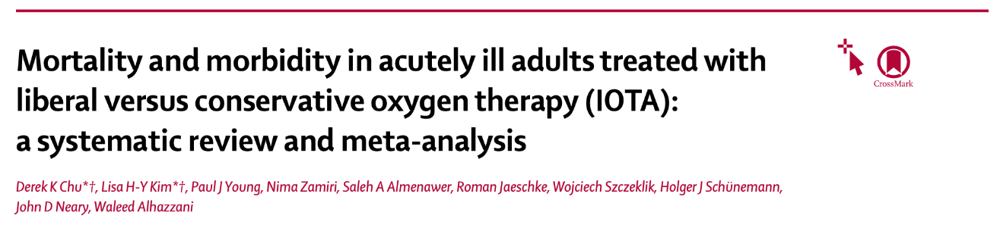 Mortality and morbidity in acutely ill adults treated with
liberal versus conservative oxygen therapy (IOTA):
a systematic review and meta-analysis
CrossMark
Derek K Chu*†, Lisa H-Y Kim*†, Paul J Young, Nima Zamiri, Saleh A Almenawer, Roman Jaeschke, Wojciech Szczeklik, Holger J Schünemann,
John D Neary, Waleed Alhazzani